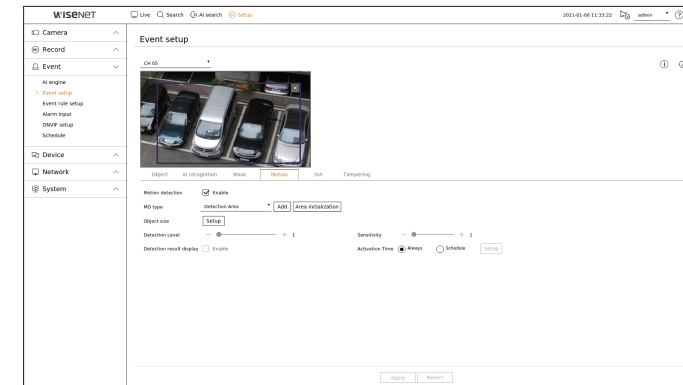 WISENET
Live Search AI search Setup 2021-01-06 11:33:22 admin
Camera
Record
Event
AI engine
Event setup
Event rule setup
Alarm input
ONVIF setup
Schedule
Device
Network
System
Event setup
CH 05
Object AI recognition Mask Motion IVA Tampering
Motion detection Enable
MD type Detection Area Add Area initialization
Object size Setup
Detection Level 1 Sensitivity 1
Detection result display Enable Activation Time Always Schedule Setup
Apply Revert